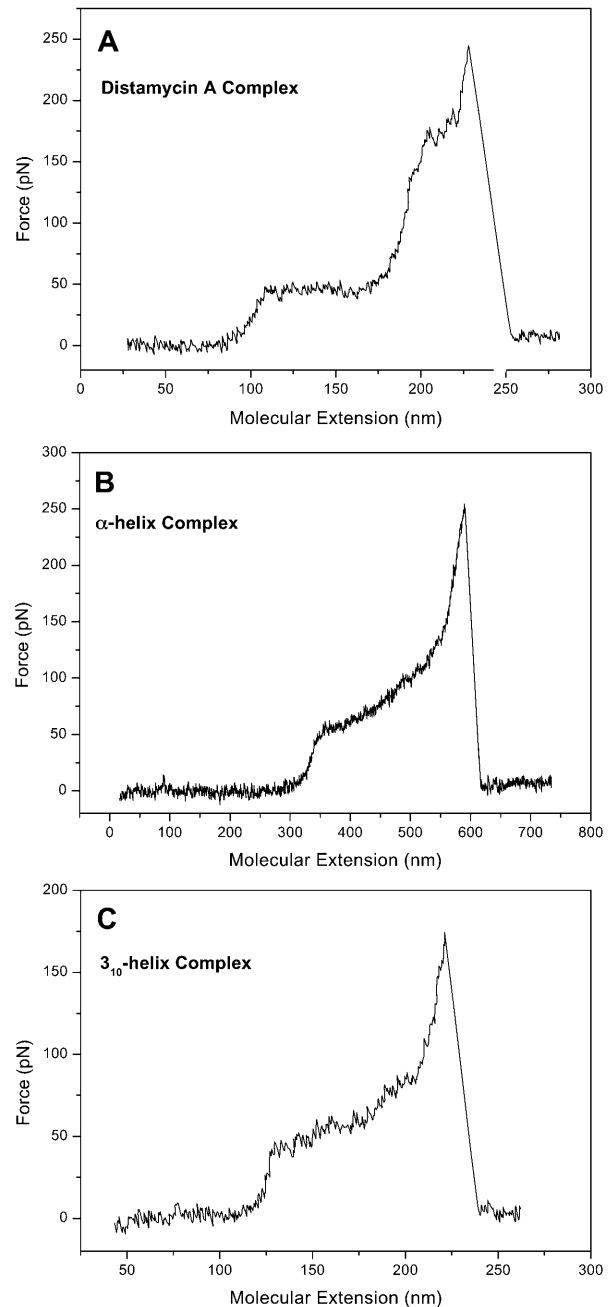 A
Distamycin A Complex
Force (pN)
250
200
150
100
50
0
0 50 100 150 200 250 300
Molecular Extension (nm)
B
α-helix Complex
Force (pN)
300
250
200
150
100
50
0
0 100 200 300 400 500 600 700 800
Molecular Extension (nm)
C
3₁₀-helix Complex
Force (pN)
200
150
100
50
0
50 100 150 200 250 300
Molecular Extension (nm)